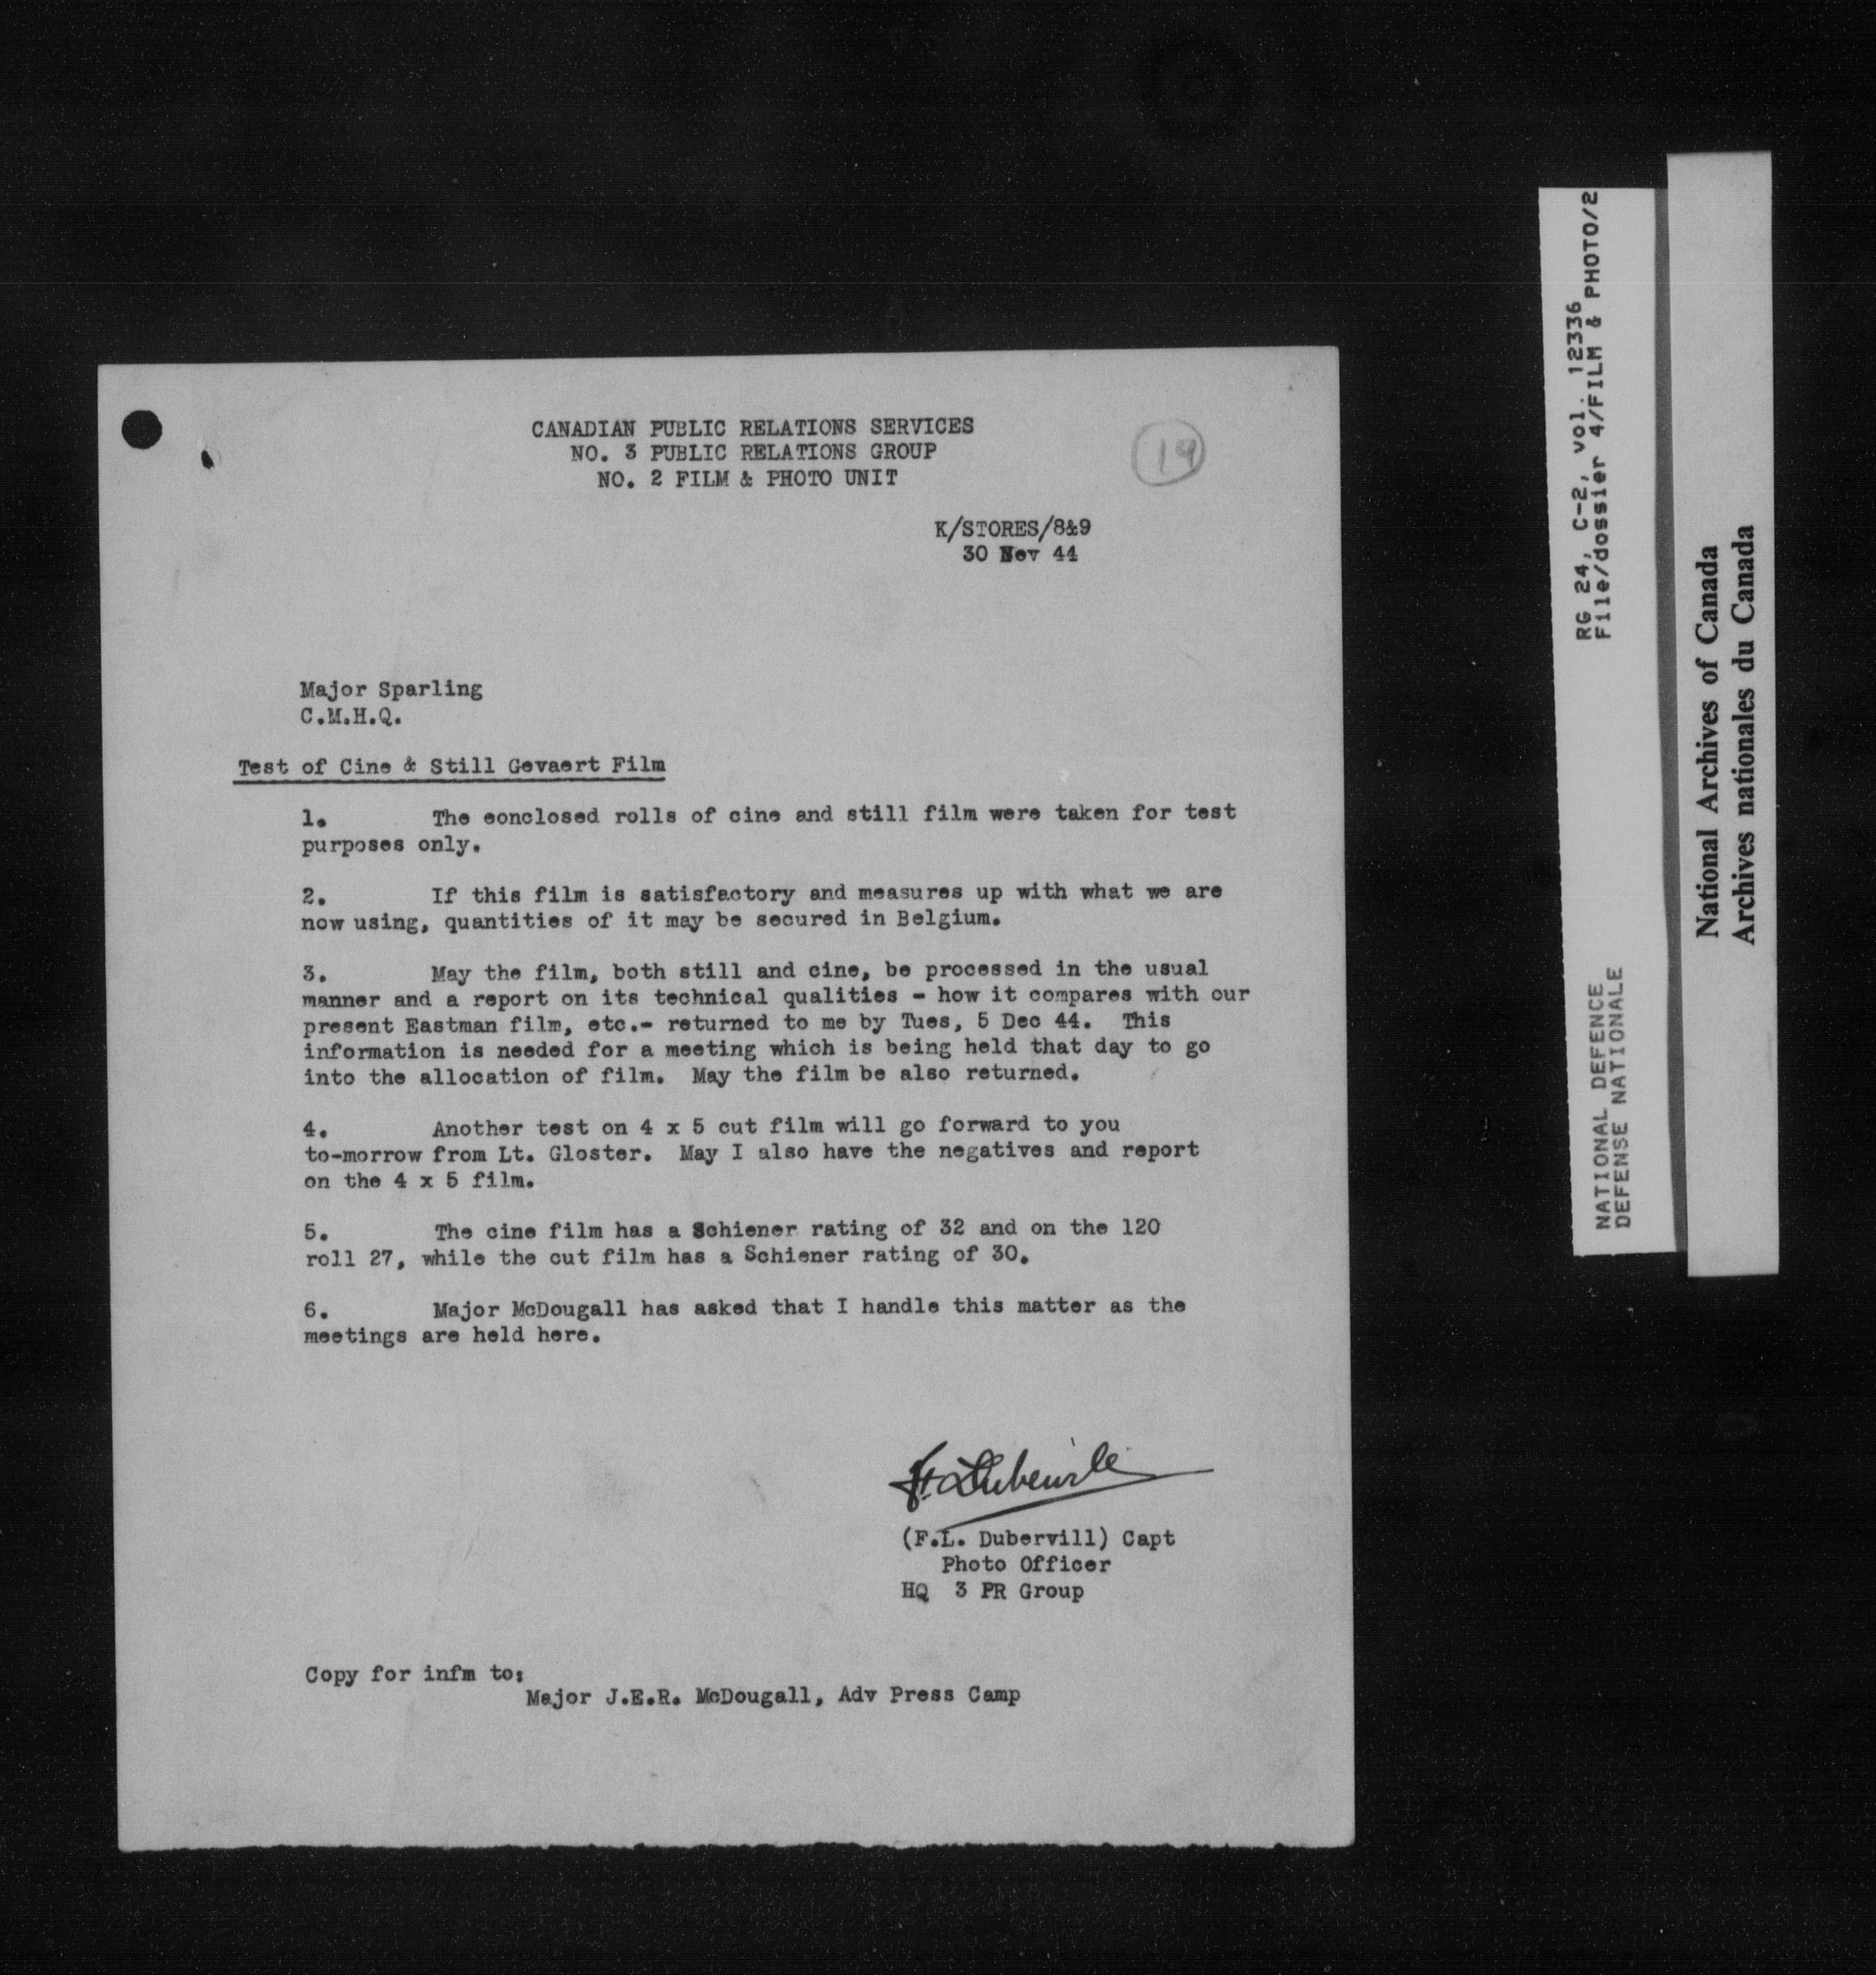 CANADIAN PUBLIC RELATIONS SERVICES
NO. 3 PUBLIC RELATIONS GROUP
NO. 2 FILM & PHOTO UNIT
19
K/STORES/8&9
30 Nov 44
Major Sparling
C.M.H.Q.
Test of Cine & Still Gevaert Film
1. The eonclosed rolls of cine and still film were taken for test
purposes only.
2. If this film is satisfactory and measures up with what we are
now using, quantities of it may be secured in Belgium.
3. May the film, both still and cine, be processed in the usual
manner and a report on its technical qualities - how it compares with our
present Eastman film, etc.- returned to me by Tues, 5 Dec 44. This
information is needed for a meeting which is being held that day to go
into the allocation of film. May the film be also returned.
4. Another test on 4 x 5 cut film will go forward to you
to-morrow from Lt. Gloster. May I also have the negatives and report
on the 4 x 5 film.
5. The cine film has a Schiener rating of 32 and on the 120
roll 27, while the cut film has a Schiener rating of 30.
6. Major McDougall has asked that I handle this matter as the
meetings are held here.
(F.L. Dubervill) Capt
Photo Officer
HQ 3 PR Group
Copy for infm to:
Major J.E.R. McDougall, Adv Press Camp
RG 24, C-2, vol. 12336
File/dossier 4/FILM & PHOTO/2
NATIONAL DEFENCE
DEFENSE NATIONALE
National Archives of Canada
Archives nationales du Canada